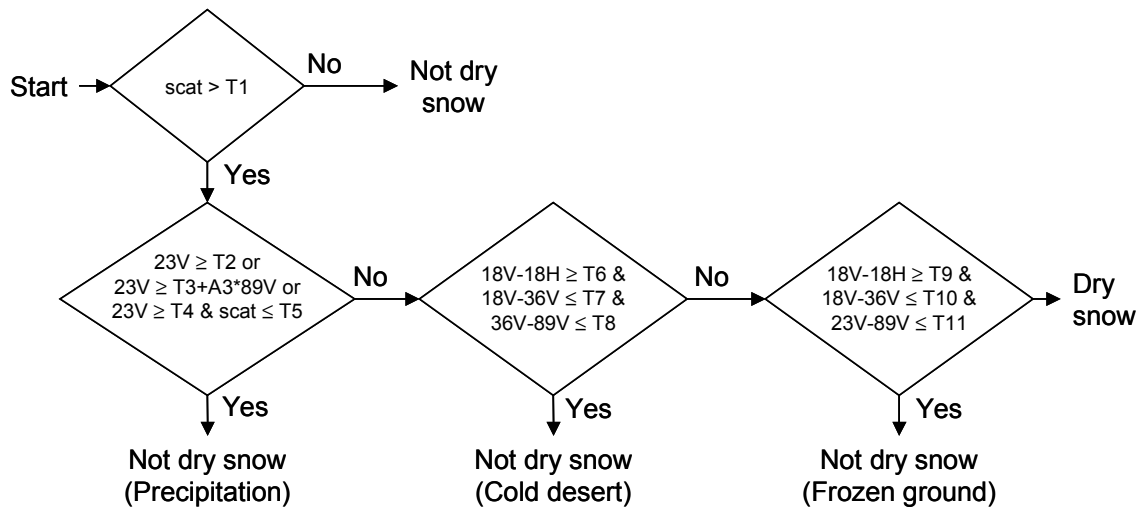 Start
scat > T1
No
Not dry
snow
Yes
23V ≥ T2 or
23V ≥ T3+A3*89V or
23V ≥ T4 & scat ≤ T5
No
18V-18H ≥ T6 &
18V-36V ≤ T7 &
36V-89V ≤ T8
No
18V-18H ≥ T9 &
18V-36V ≤ T10 &
23V-89V ≤ T11
Dry
snow
Yes
Not dry snow
(Precipitation)
Yes
Not dry snow
(Cold desert)
Yes
Not dry snow
(Frozen ground)